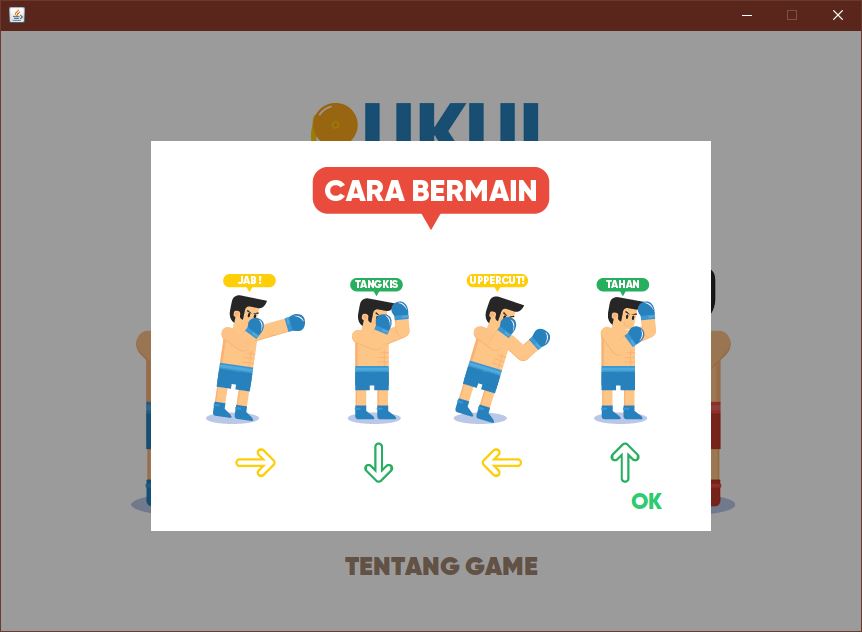 CARA BERMAIN
JAB !
TANGKIS
UPPERCUT!
TAHAN
OK
TENTANG GAME